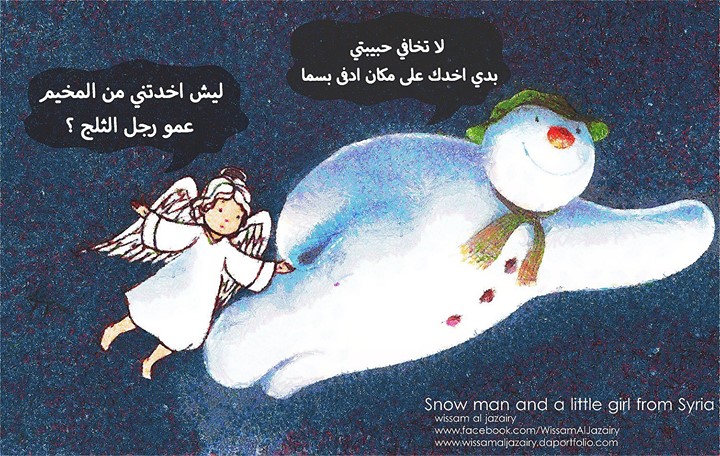 لا تخافي حبيبتي
بدي اخدك على مكان ادفى بسما
ليش اخدتني من المخيم
عمو رجل الثلج ؟
Snow man and a little girl from Syria
wissam al jazairy
www.facebook.com/WissamAlJazairy
www.wissamaljazairy.daportfolio.com